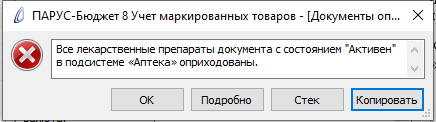 ПАРУС-Бюджет 8 Учет маркированных товаров - [Документы оп...
Все лекарственные препараты документа с состоянием "Активен"
в подсистеме «Аптека» оприходованы.
ОК
Подробно
Стек
Копировать